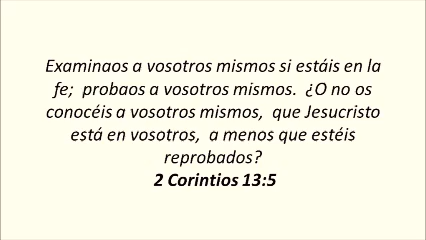 Examinaos a vosotros mismos si estáis en la
fe; probaos a vosotros mismos. ¿O no os
conocéis a vosotros mismos, que Jesucristo
está en vosotros, a menos que estéis
reprobados?
2 Corintios 13:5